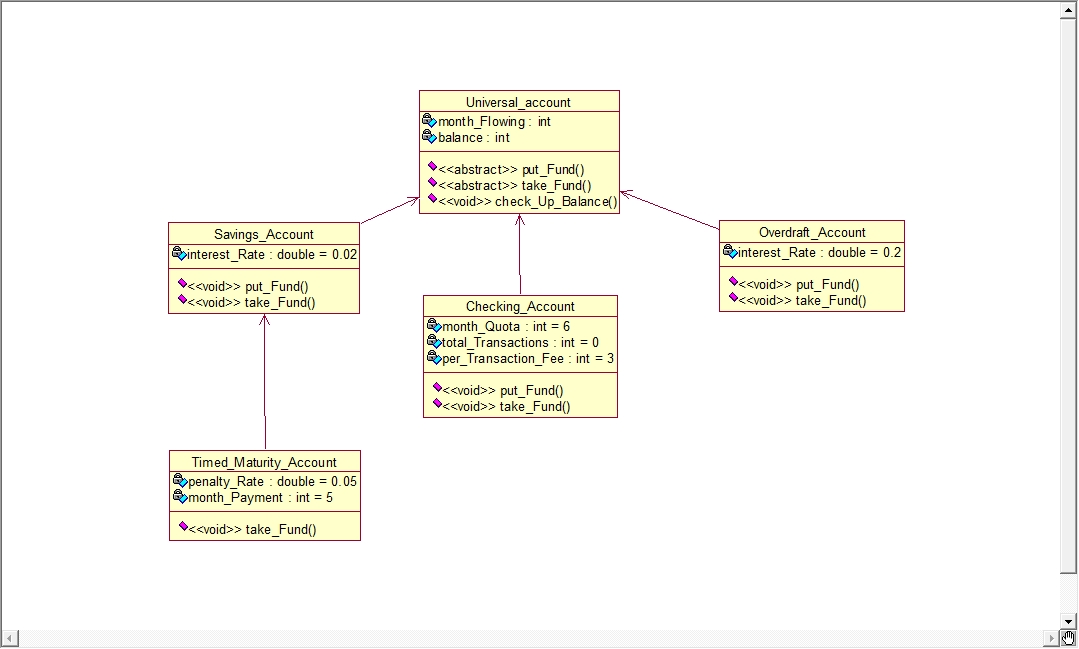 Universal_account
month_Flowing : int
balance : int
<<abstract>> put_Fund()
<<abstract>> take_Fund()
<<void>> check_Up_Balance()
Savings_Account
interest_Rate : double = 0.02
<<void>> put_Fund()
<<void>> take_Fund()
Overdraft_Account
interest_Rate : double = 0.2
<<void>> put_Fund()
<<void>> take_Fund()
Checking_Account
month_Quota : int = 6
total_Transactions : int = 0
per_Transaction_Fee : int = 3
<<void>> put_Fund()
<<void>> take_Fund()
Timed_Maturity_Account
penalty_Rate : double = 0.05
month_Payment : int = 5
<<void>> take_Fund()